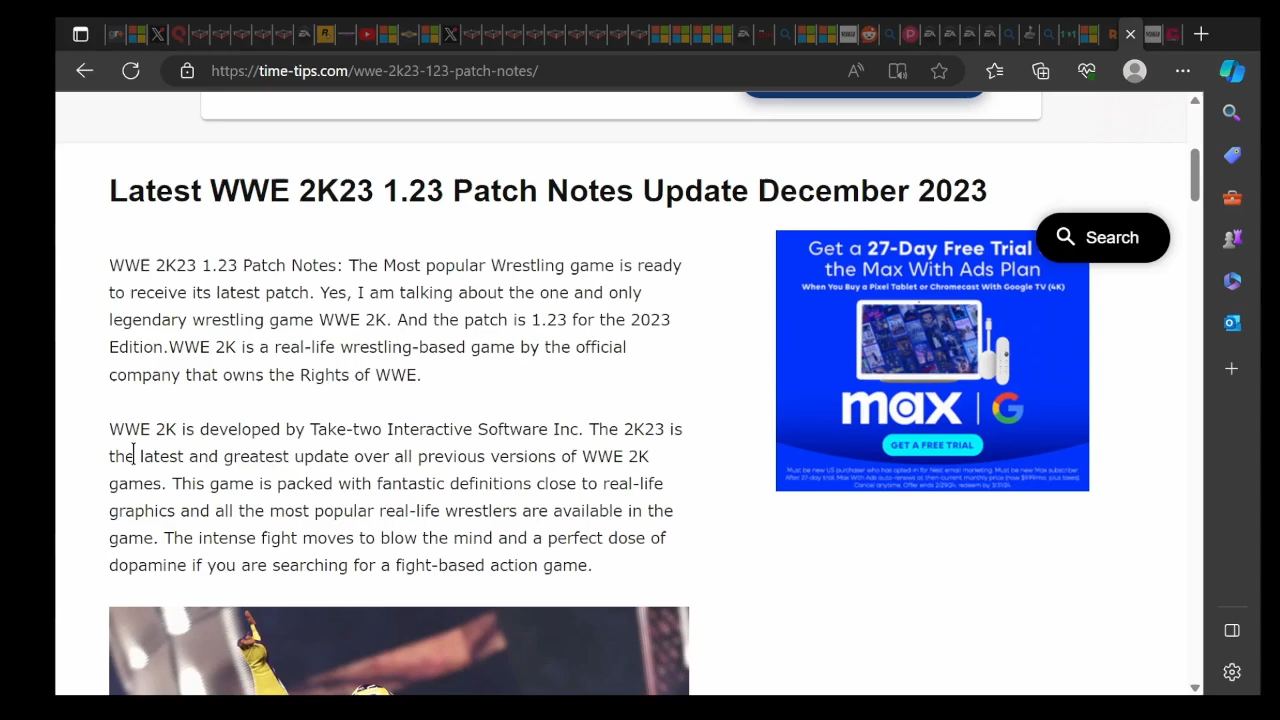 https://time-tips.com/wwe-2k23-123-patch-notes/
Latest WWE 2K23 1.23 Patch Notes Update December 2023
Search
WWE 2K23 1.23 Patch Notes: The Most popular Wrestling game is ready
to receive its latest patch. Yes, I am talking about the one and only
legendary wrestling game WWE 2K. And the patch is 1.23 for the 2023
Edition.WWE 2K is a real-life wrestling-based game by the official
company that owns the Rights of WWE.
WWE 2K is developed by Take-two Interactive Software Inc. The 2K23 is
the latest and greatest update over all previous versions of WWE 2K
games. This game is packed with fantastic definitions close to real-life
graphics and all the most popular real-life wrestlers are available in the
game. The intense fight moves to blow the mind and a perfect dose of
dopamine if you are searching for a fight-based action game.
Get a 27-Day Free Trial
the Max With Ads Plan
When You Buy a Pixel Tablet or Chromecast With Google TV (4K)
max G
GET A FREE TRIAL